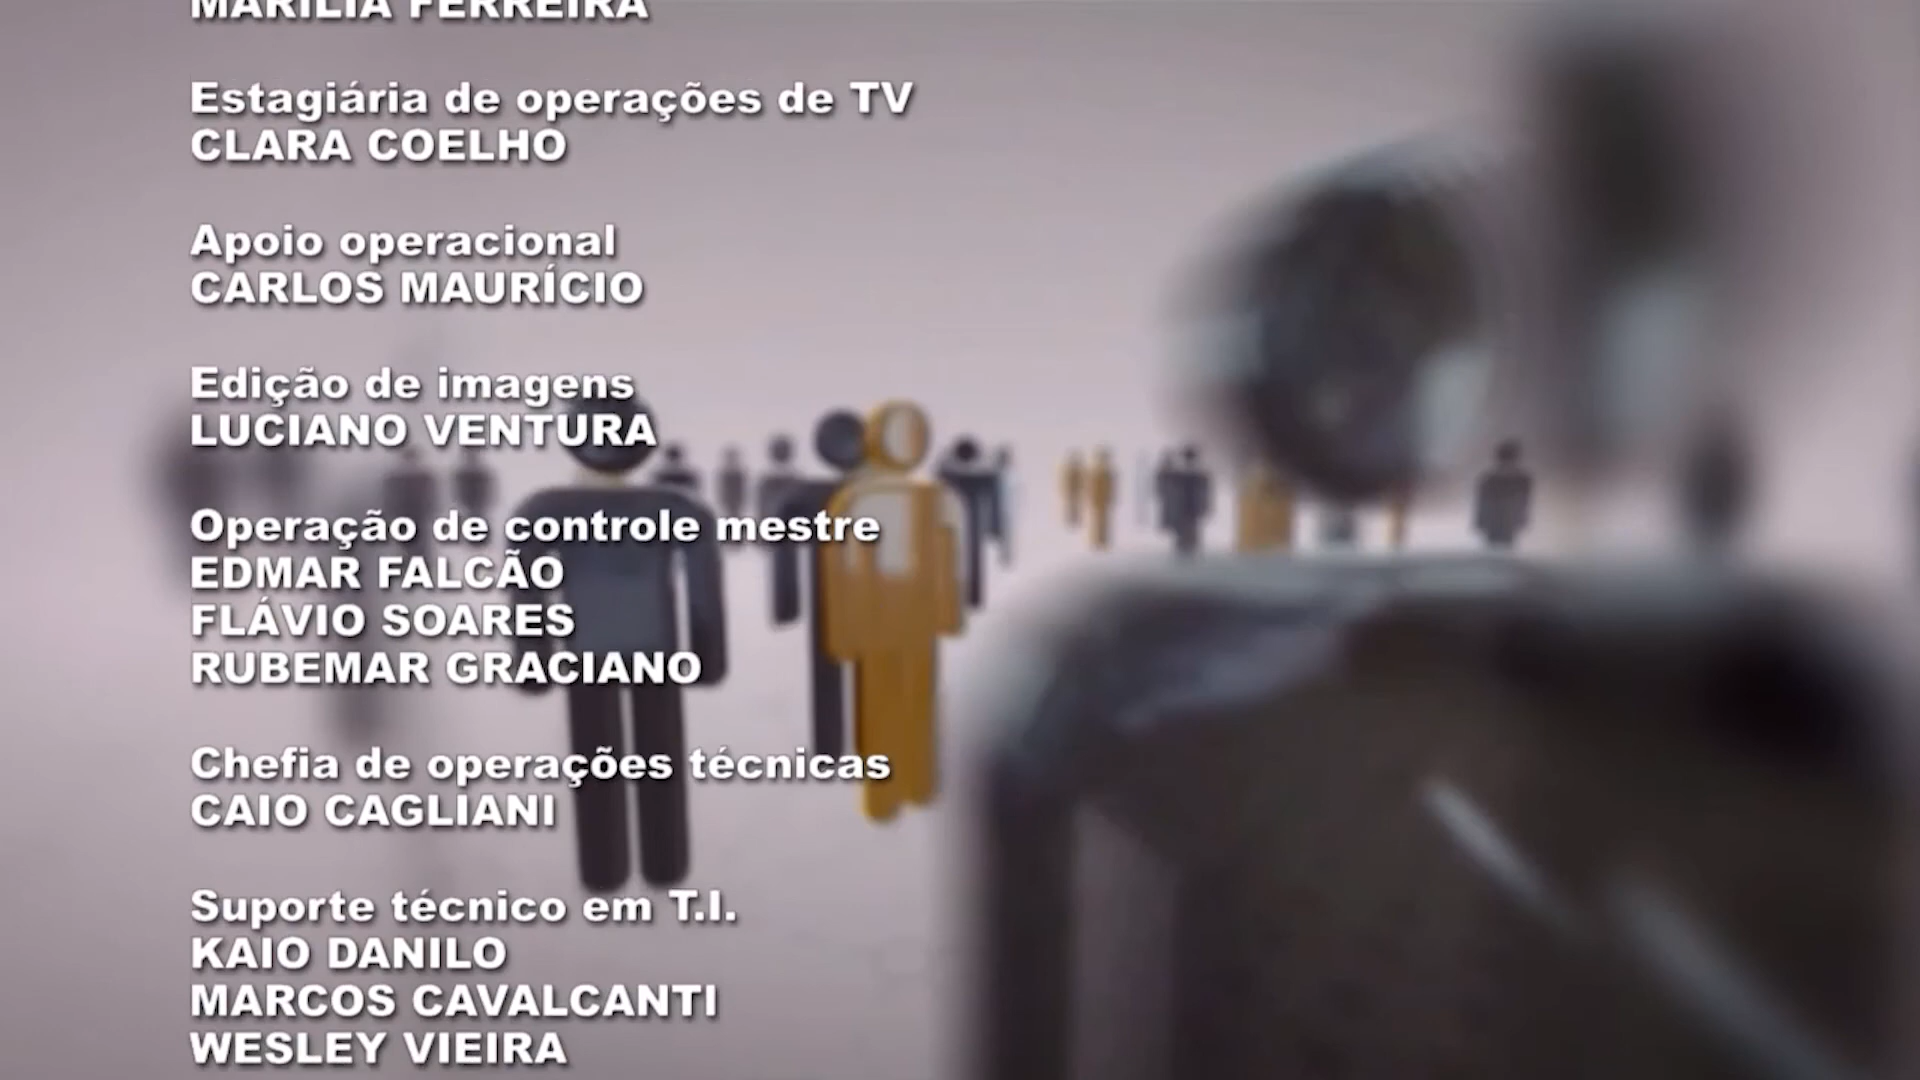 MARÍLIA FERREIRA
Estagiária de operações de TV
CLARA COELHO
Apoio operacional
CARLOS MAURÍCIO
Edição de imagens
LUCIANO VENTURA
Operação de controle mestre
EDMAR FALCÃO
FLÁVIO SOARES
RUBEMAR GRACIANO
Chefia de operações técnicas
CAIO CAGLIANI
Suporte técnico em T.I.
KAIO DANILO
MARCOS CAVALCANTI
WESLEY VIEIRA